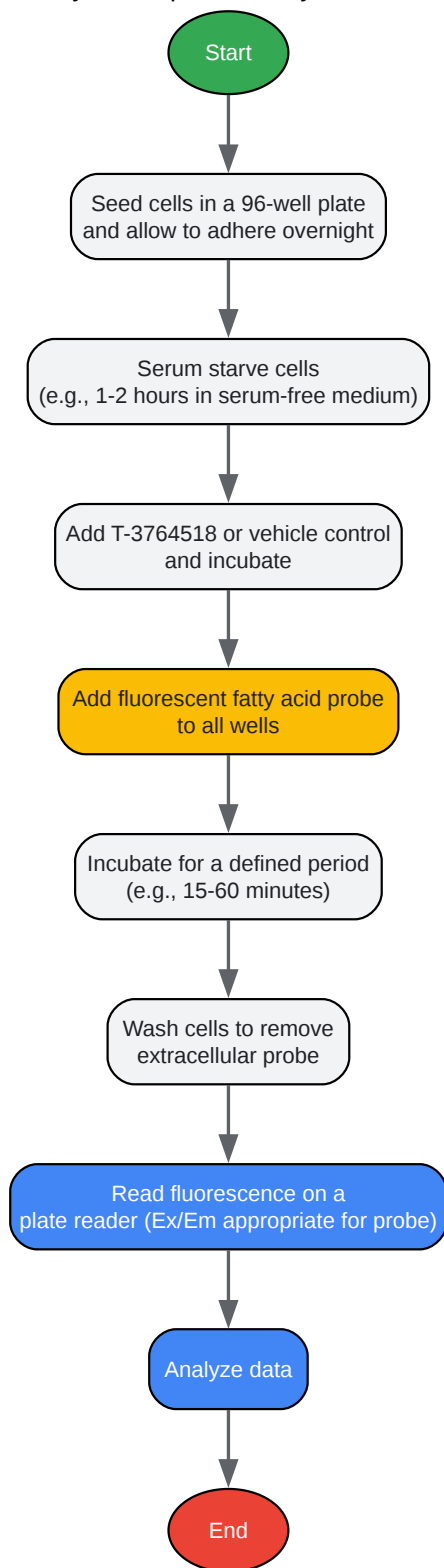 Start
Seed cells in a 96-well plate
and allow to adhere overnight
Serum starve cells
(e.g., 1-2 hours in serum-free medium)
Add T-3764518 or vehicle control
and incubate
Add fluorescent fatty acid probe
to all wells
Incubate for a defined period
(e.g., 15-60 minutes)
Wash cells to remove
extracellular probe
Read fluorescence on a
plate reader (Ex/Em appropriate for probe)
Analyze data
End